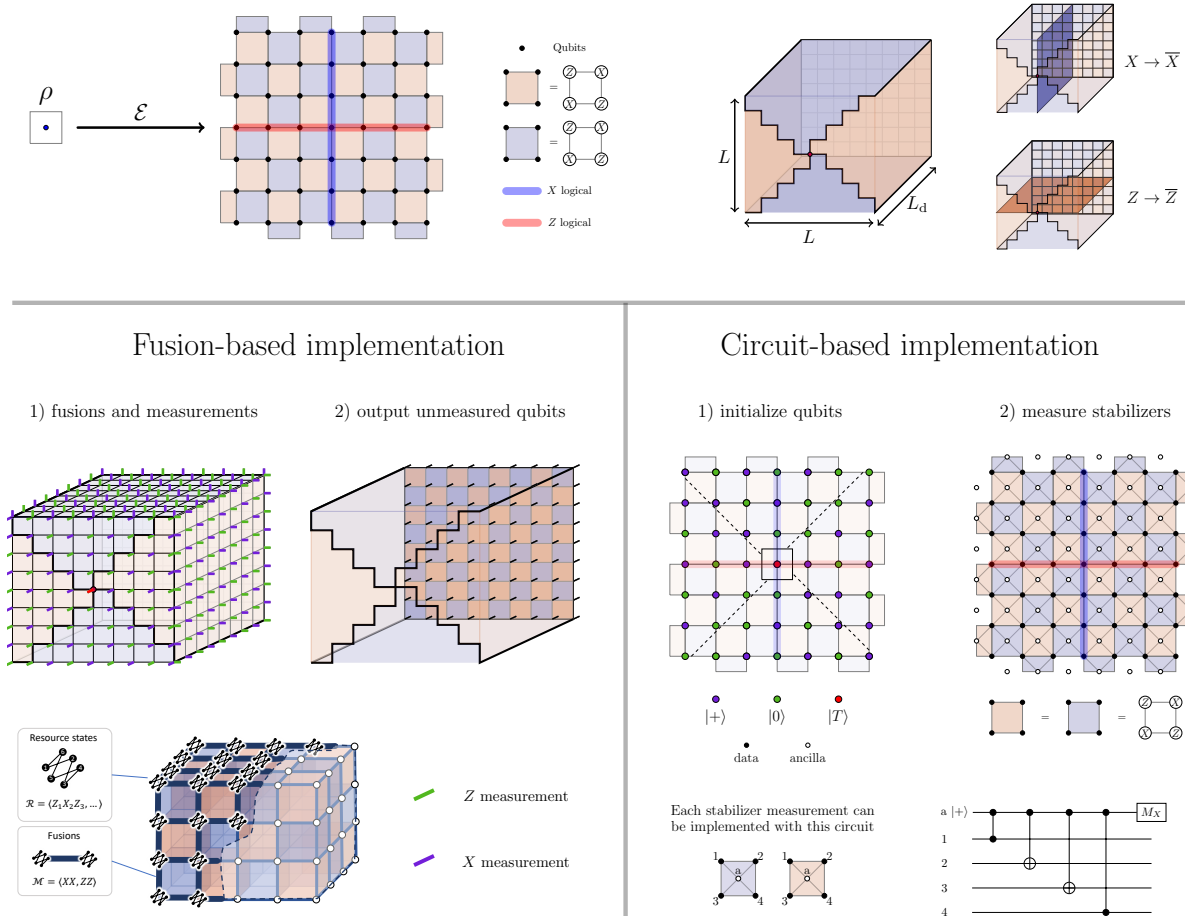 ρ
ℰ
Qubits
= Z X
X Z
= Z X
X Z
X logical
Z logical
L
L
L_d
X → X̅
Z → Z̅
Fusion-based implementation
1) fusions and measurements
2) output unmeasured qubits
Resource states
ℛ = ⟨Z₁X₂Z₃, ...⟩
Fusions
ℳ = ⟨XX, ZZ⟩
Z measurement
X measurement
Circuit-based implementation
1) initialize qubits
2) measure stabilizers
|+⟩ |0⟩ |T⟩
data ancilla
= = Z X
X Z
Each stabilizer measurement can
be implemented with this circuit
1 2 1 2
a a
3 4 3 4
a |+⟩ M_X
1
2
3
4